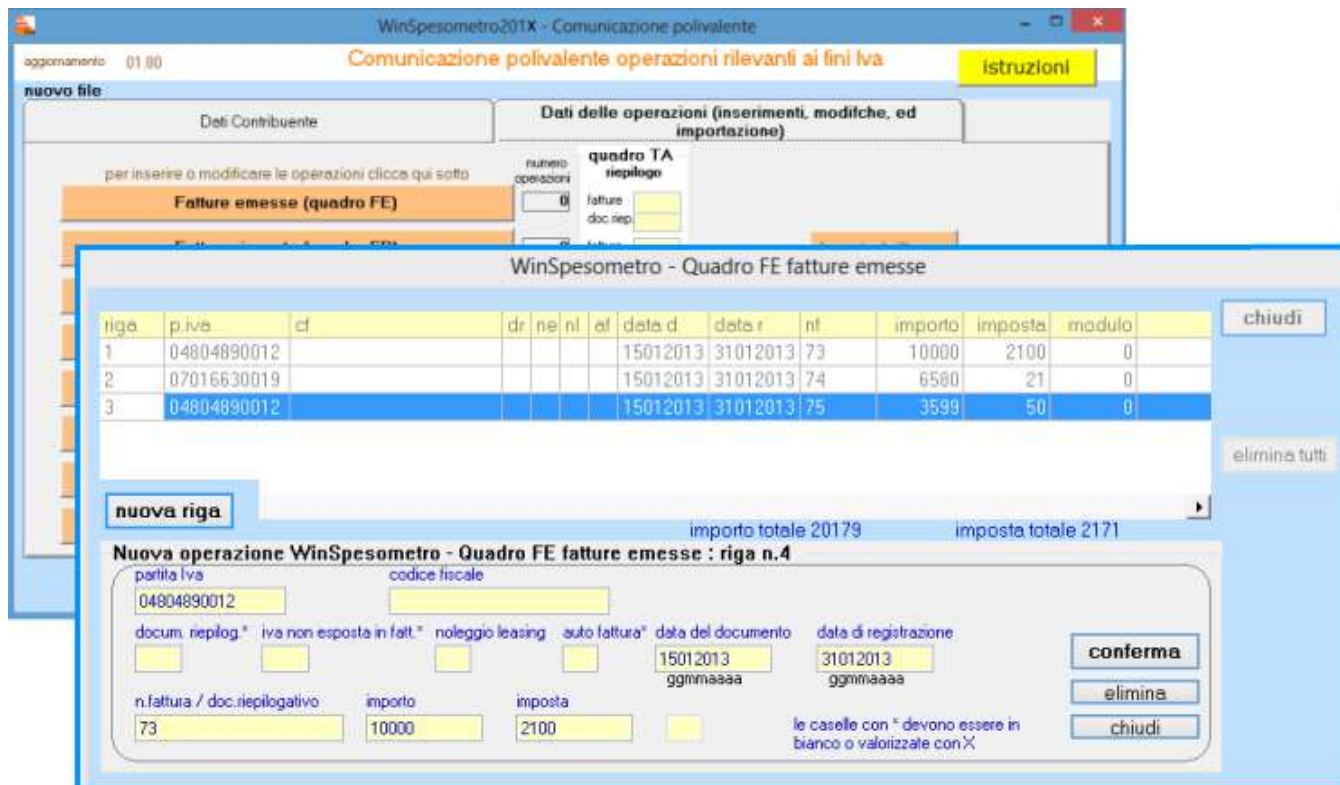 WinSpesometro201X - Comunicazione polivalente
aggiornamento 01.80 Comunicazione polivalente operazioni rilevanti ai fini Iva istruzioni
nuovo file
Dati Contribuente
Dati delle operazioni (inserimenti, modifche, ed importazione)
per inserire o modificare le operazioni clicca qui sotto
numero operazioni
quadro TA
riepilogo
Fatture emesse (quadro FE) 0 fatture
doc.riep.
WinSpesometro - Quadro FE fatture emesse
chiudi
riga p.iva cf dr ne nl af data d data r nf importo imposta modulo
1 04804890012 15012013 31012013 73 10000 2100 0
2 07016630019 15012013 31012013 74 6580 21 0
3 04804890012 15012013 31012013 75 3599 50 0
elimina tutti
nuova riga
importo totale 20179 imposta totale 2171
Nuova operazione WinSpesometro - Quadro FE fatture emesse : riga n.4
partita Iva codice fiscale
04804890012
docum. riepilog.* iva non esposta in fatt.* noleggio leasing auto fattura* data del documento data di registrazione
15012013 31012013
ggmmaaaa ggmmaaaa
conferma
elimina
chiudi
n.fattura / doc.riepilogativo importo imposta
73 10000 2100
le caselle con * devono essere in
bianco o valorizzate con X